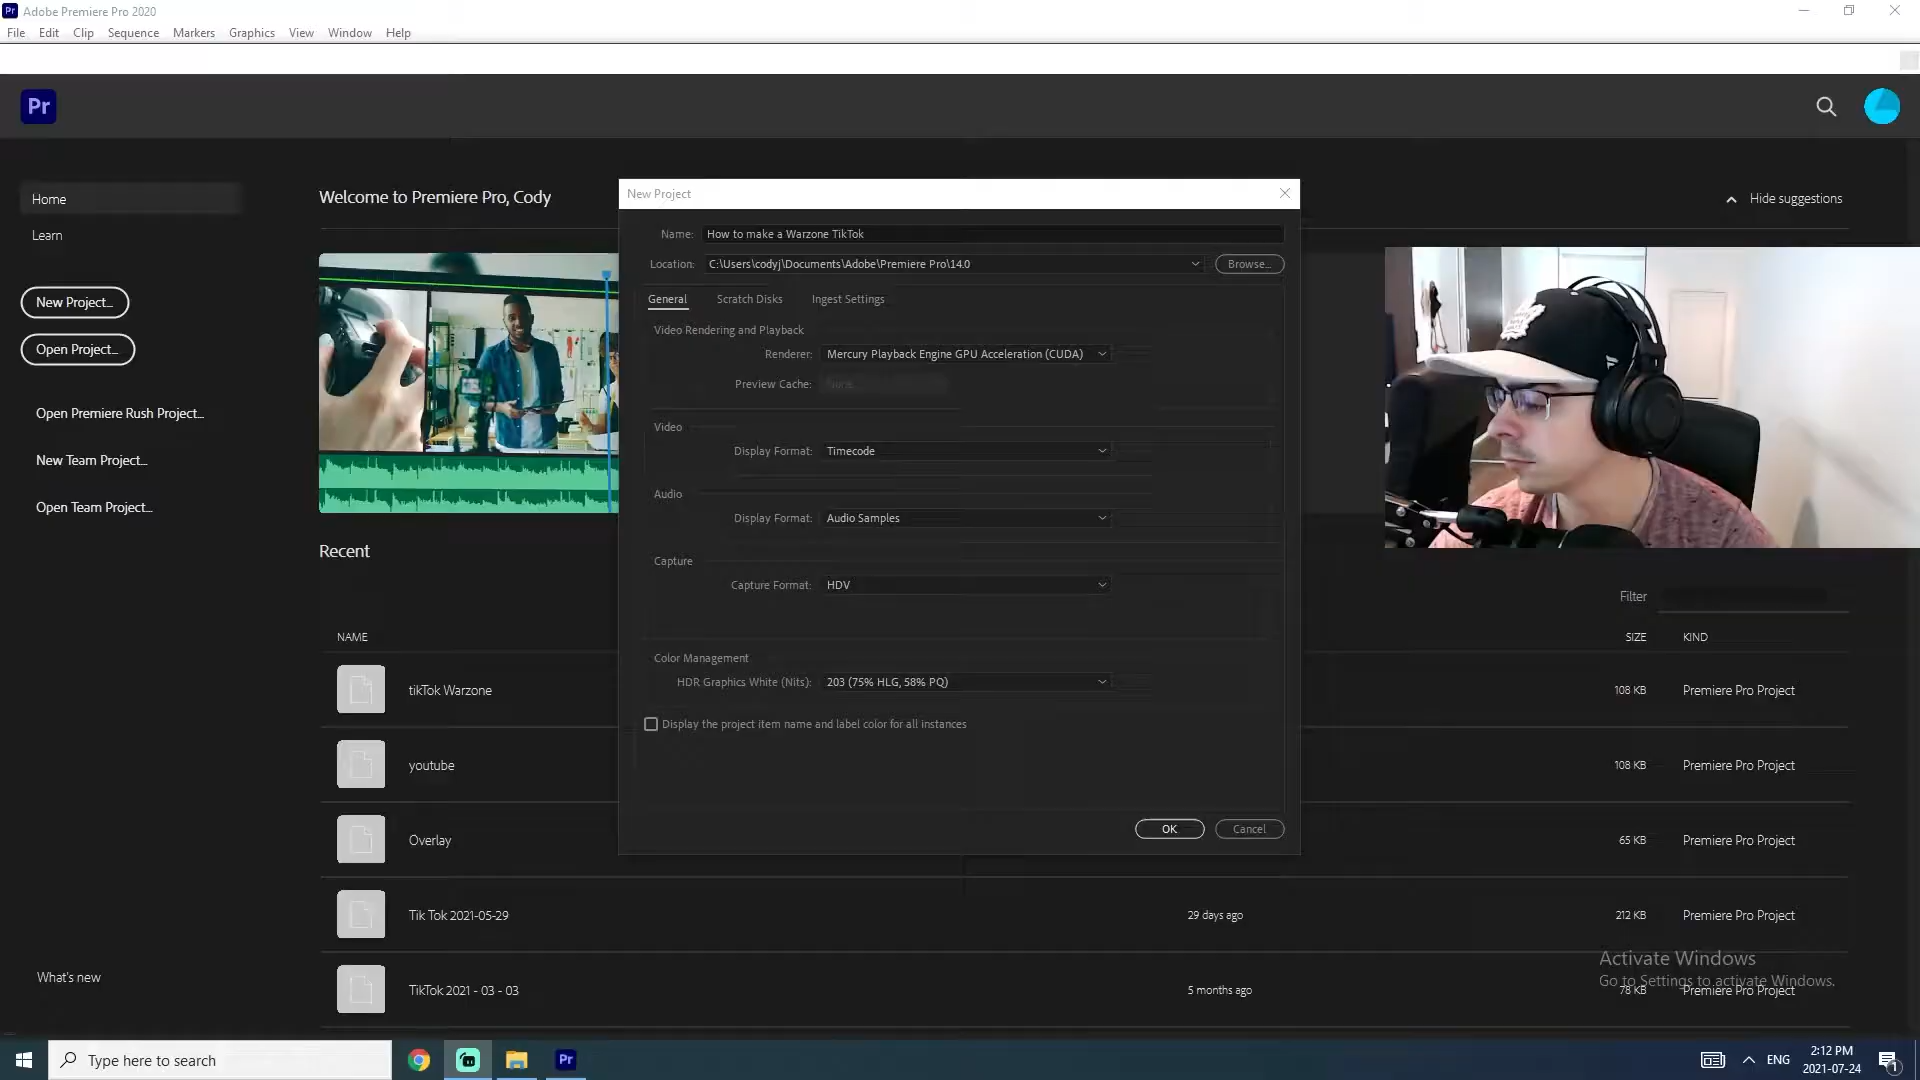 Pr Adobe Premiere Pro 2020
File Edit Clip Sequence Markers Graphics View Window Help
Pr
Home
Learn
New Project...
Open Project...
Open Premiere Rush Project...
New Team Project...
Open Team Project...
What's new
Welcome to Premiere Pro, Cody
Hide suggestions
New Project
Name: How to make a Warzone TikTok
Location: C:\Users\codyj\Documents\Adobe\Premiere Pro\14.0 Browse...
General Scratch Disks Ingest Settings
Video Rendering and Playback
Renderer: Mercury Playback Engine GPU Acceleration (CUDA)
Preview Cache: None
Video
Display Format: Timecode
Audio
Display Format: Audio Samples
Capture
Capture Format: HDV
Color Management
HDR Graphics White (Nits): 203 (75% HLG, 58% PQ)
Display the project item name and label color for all instances
OK Cancel
Recent
Filter
NAME SIZE KIND
tikTok Warzone 108 KB Premiere Pro Project
youtube 108 KB Premiere Pro Project
Overlay 65 KB Premiere Pro Project
Tik Tok 2021-05-29 29 days ago 212 KB Premiere Pro Project
TikTok 2021 - 03 - 03 5 months ago 78 KB Premiere Pro Project
Activate Windows
Go to Settings to activate Windows.
Type here to search
Pr
ENG
2:12 PM
2021-07-24
1